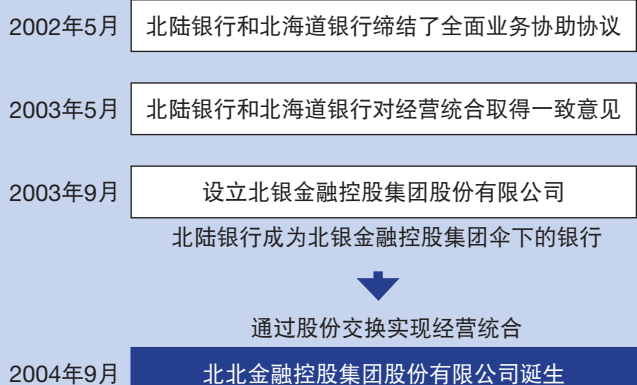 2002年5月 北陆银行和北海道银行缔结了全面业务协助协议
2003年5月 北陆银行和北海道银行对经营统合取得一致意见
2003年9月 设立北银金融控股集团股份有限公司
北陆银行成为北银金融控股集团伞下的银行
通过股份交换实现经营统合
2004年9月 北北金融控股集团股份有限公司诞生